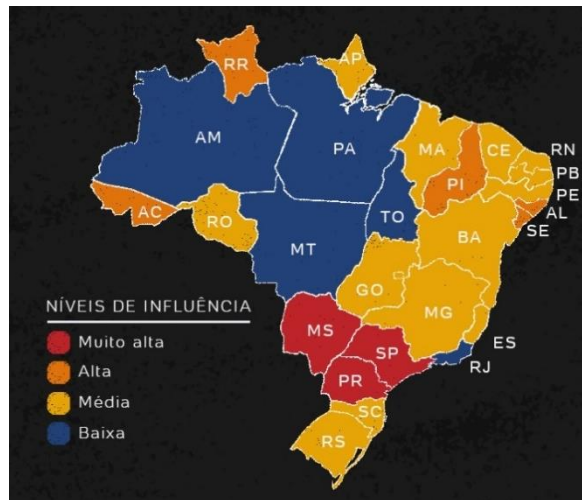 RR
AP
AM
PA
MA
CE
RN
PB
PE
PI
AC
AL
RO
TO
SE
MT
BA
GO
MG
NÍVEIS DE INFLUÊNCIA
Muito alta
Alta
Média
Baixa
MS
ES
SP
RJ
PR
SC
RS